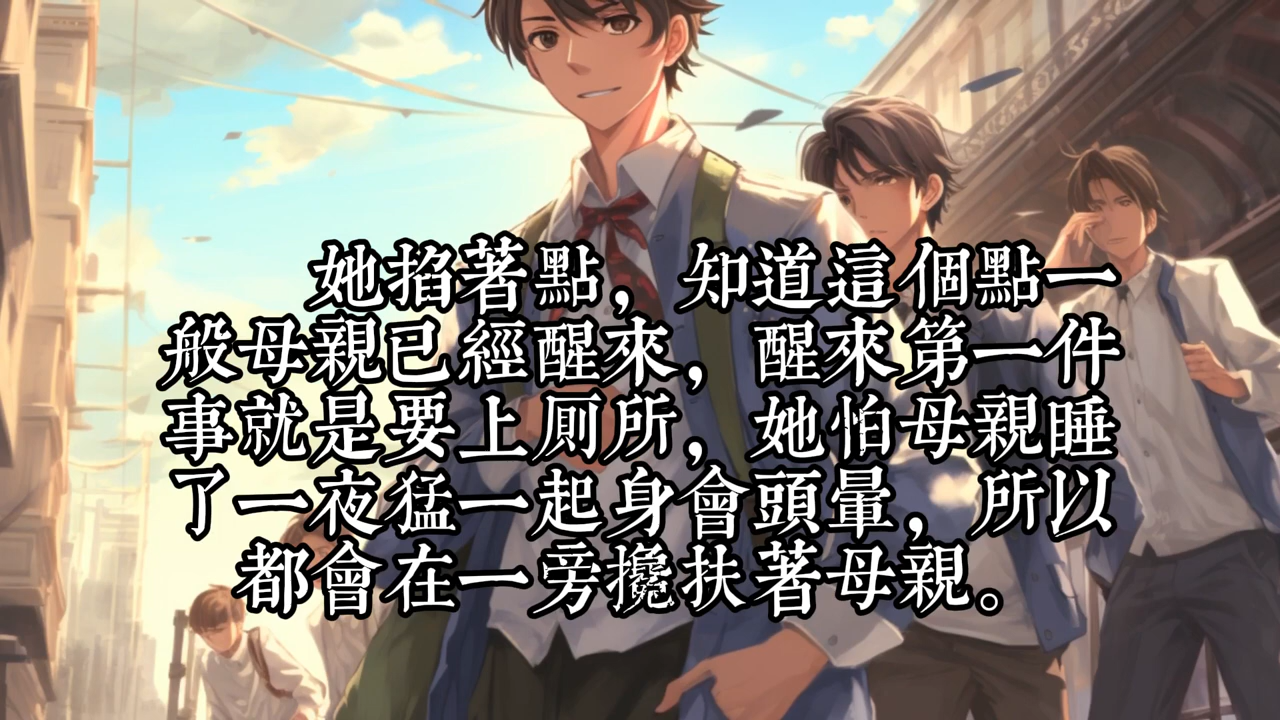 她掐著點，知道這個點一
般母親已經醒來，醒來第一件
事就是要上厕所，她怕母親睡
了一夜猛一起身會頭暈，所以
都會在一旁攙扶著母親。